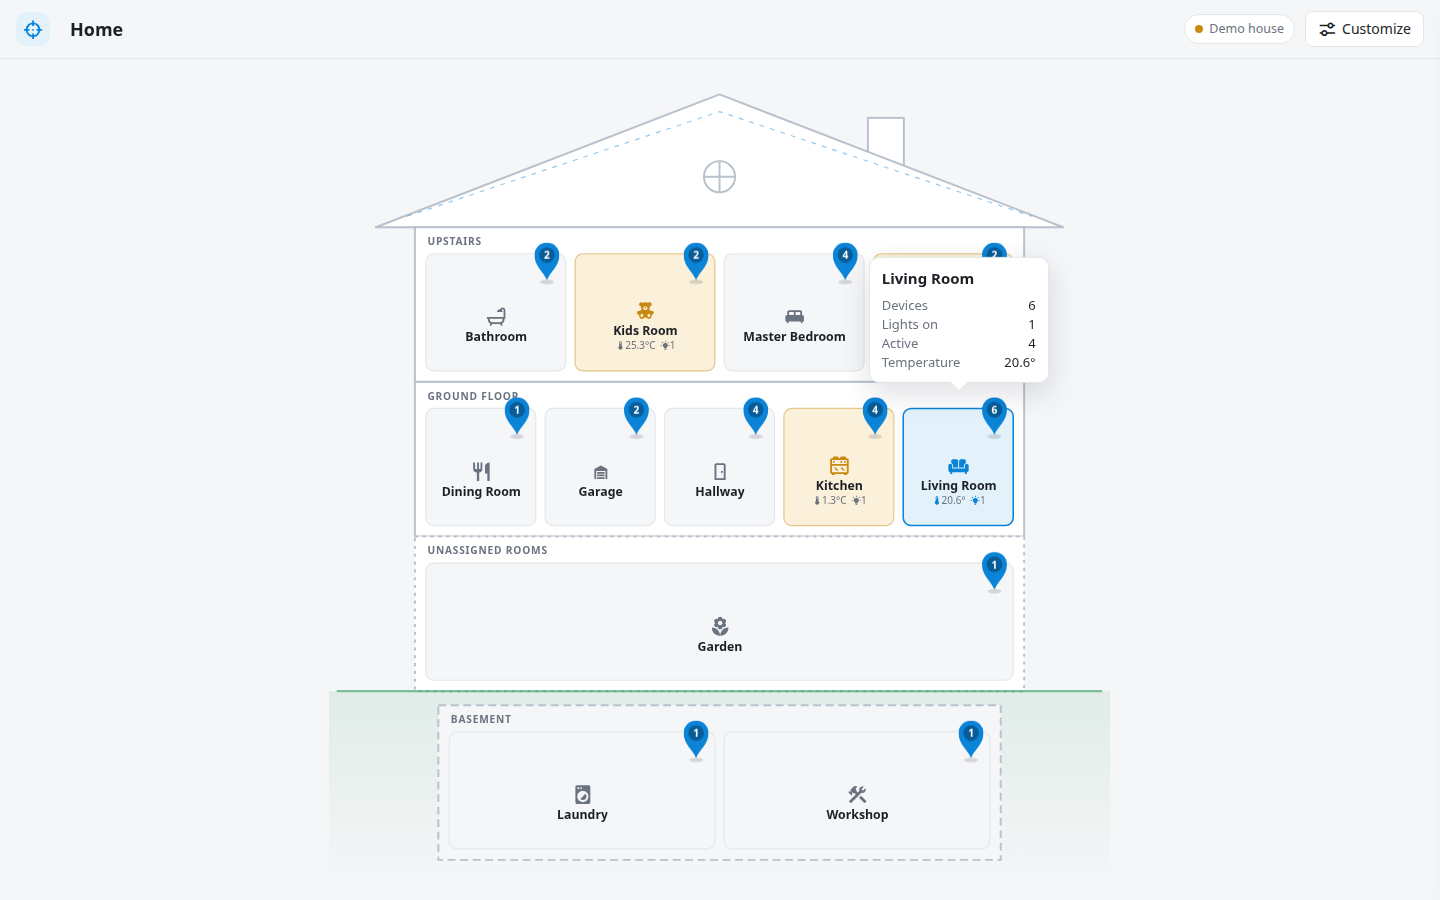 Home
Demo house
Customize
UPSTAIRS
2
2
4
2
Bathroom
Kids Room
25.3°C 1
Master Bedroom
Living Room
Devices 6
Lights on 1
Active 4
Temperature 20.6°
GROUND FLOOR
1
2
4
4
6
Dining Room
Garage
Hallway
Kitchen
1.3°C 1
Living Room
20.6° 1
UNASSIGNED ROOMS
1
Garden
BASEMENT
1
1
Laundry
Workshop